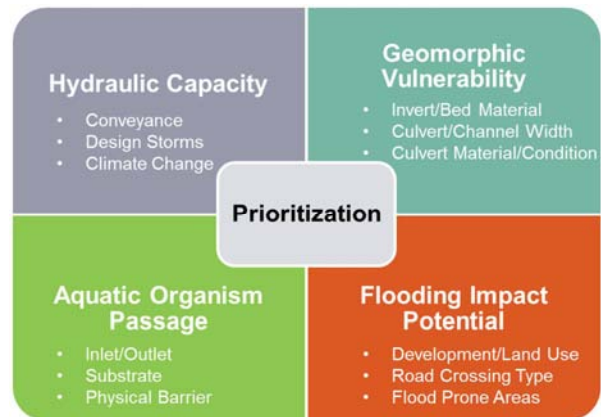 Hydraulic Capacity
• Conveyance
• Design Storms
• Climate Change
Geomorphic
Vulnerability
• Invert/Bed Material
• Culvert/Channel Width
• Culvert Material/Condition
Prioritization
Aquatic Organism
Passage
• Inlet/Outlet
• Substrate
• Physical Barrier
Flooding Impact
Potential
• Development/Land Use
• Road Crossing Type
• Flood Prone Areas